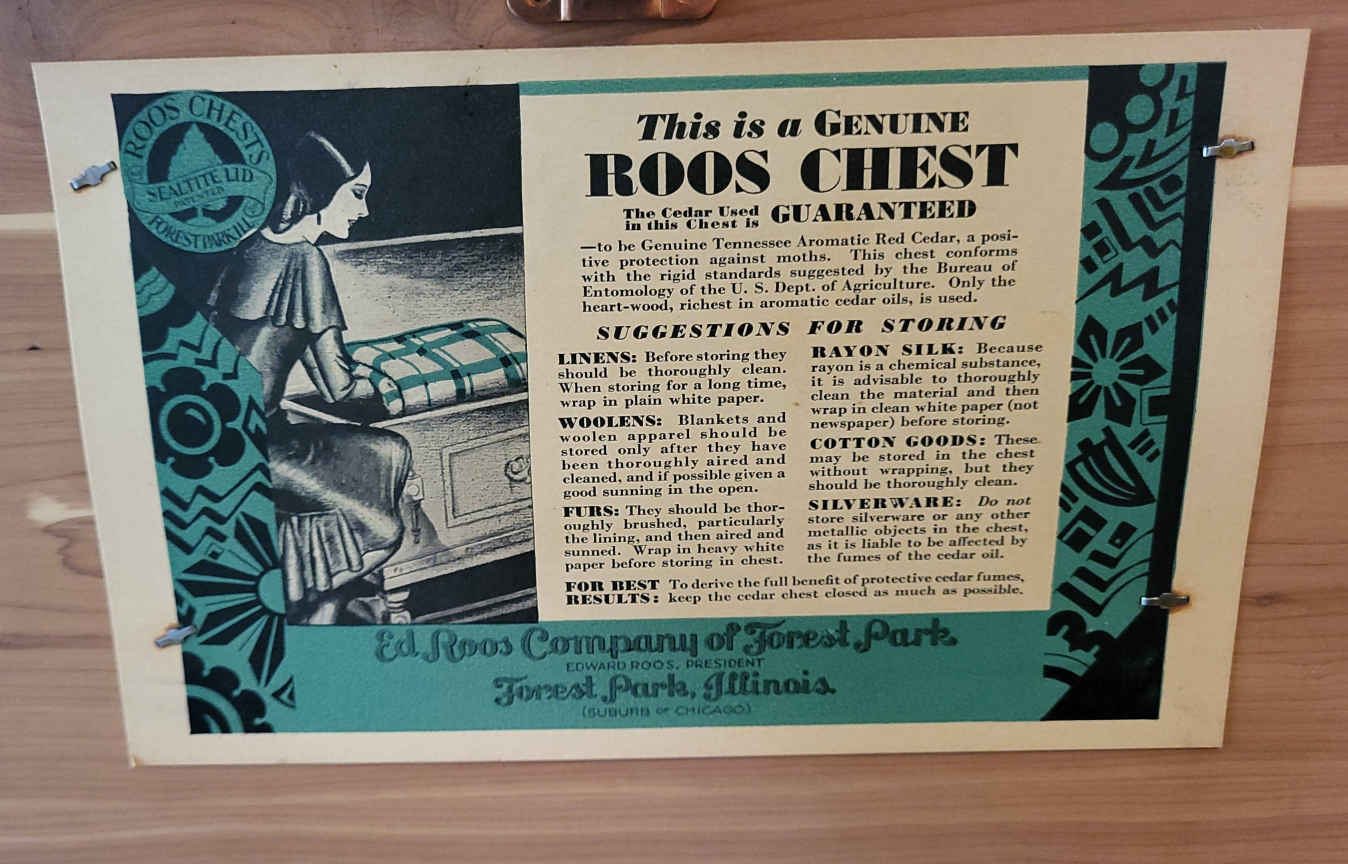 ROOS CHESTS
SEALTITE LID
PATENTED
FOREST PARK ILL.
This is a GENUINE
ROOS CHEST
The Cedar Used
in this Chest is GUARANTEED
—to be Genuine Tennessee Aromatic Red Cedar, a posi-
tive protection against moths. This chest conforms
with the rigid standards suggested by the Bureau of
Entomology of the U. S. Dept. of Agriculture. Only the
heart-wood, richest in aromatic cedar oils, is used.
SUGGESTIONS FOR STORING
LINENS: Before storing they
should be thoroughly clean.
When storing for a long time,
wrap in plain white paper.
WOOLENS: Blankets and
woolen apparel should be
stored only after they have
been thoroughly aired and
cleaned, and if possible given a
good sunning in the open.
FURS: They should be thor-
oughly brushed, particularly
the lining, and then aired and
sunned. Wrap in heavy white
paper before storing in chest.
RAYON SILK: Because
rayon is a chemical substance,
it is advisable to thoroughly
clean the material and then
wrap in clean white paper (not
newspaper) before storing.
COTTON GOODS: These
may be stored in the chest
without wrapping, but they
should be thoroughly clean.
SILVERWARE: Do not
store silverware or any other
metallic objects in the chest,
as it is liable to be affected by
the fumes of the cedar oil.
FOR BEST To derive the full benefit of protective cedar fumes,
RESULTS: keep the cedar chest closed as much as possible.
Ed Roos Company of Forest Park
EDWARD ROOS, PRESIDENT
Forest Park, Illinois.
(SUBURB OF CHICAGO)